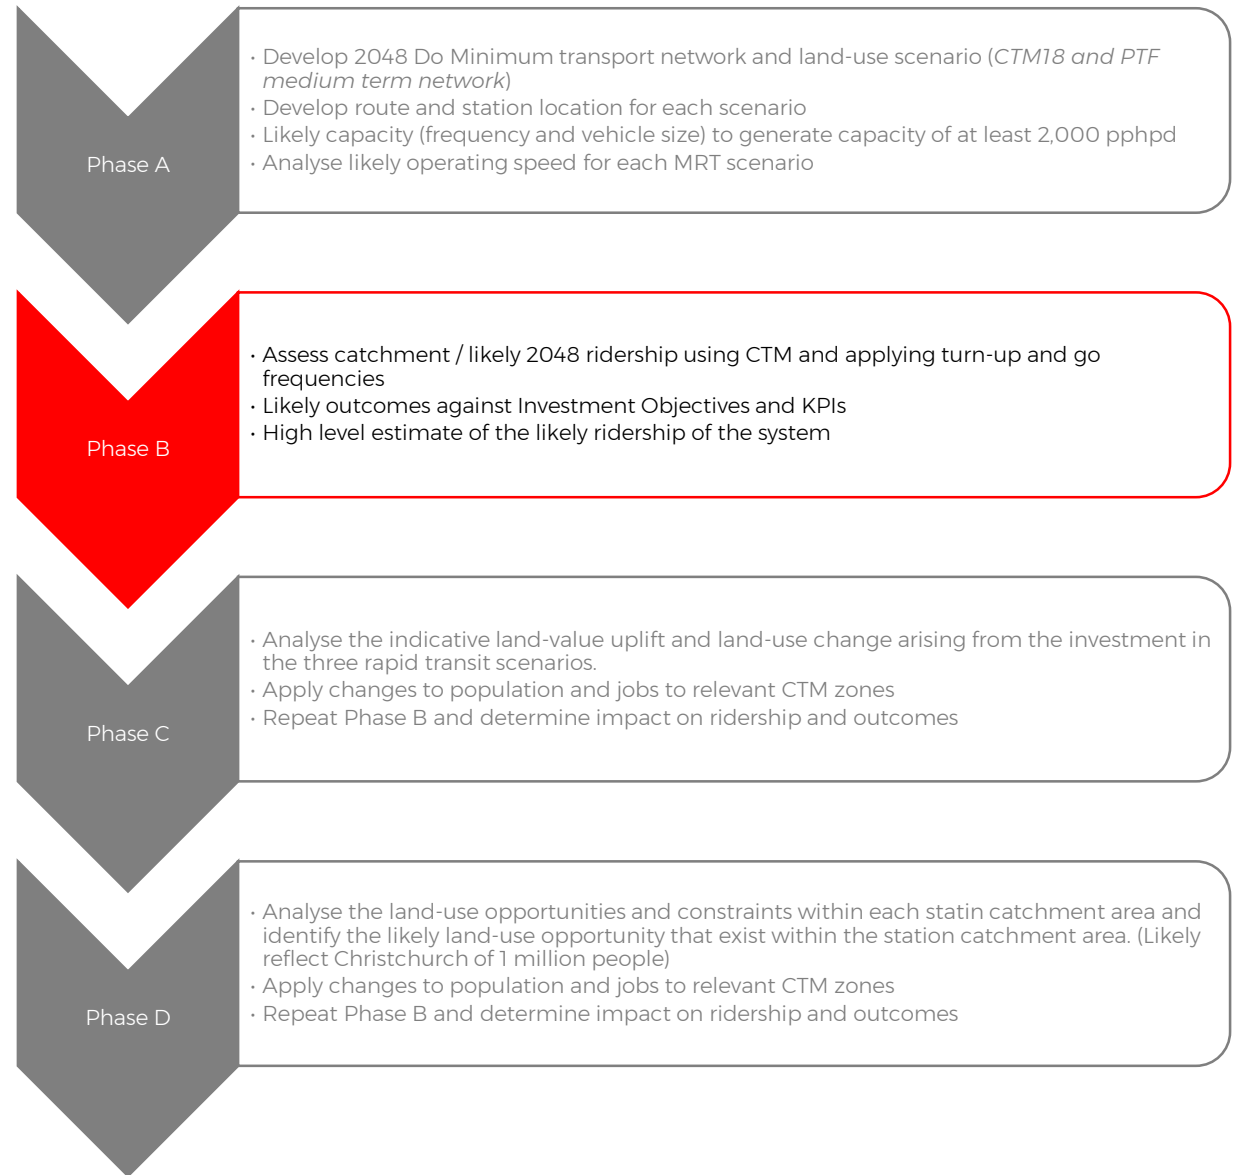 Phase A
· Develop 2048 Do Minimum transport network and land-use scenario (CTM18 and PTF
medium term network)
· Develop route and station location for each scenario
· Likely capacity (frequency and vehicle size) to generate capacity of at least 2,000 pphpd
· Analyse likely operating speed for each MRT scenario
Phase B
· Assess catchment / likely 2048 ridership using CTM and applying turn-up and go
frequencies
· Likely outcomes against Investment Objectives and KPIs
· High level estimate of the likely ridership of the system
Phase C
· Analyse the indicative land-value uplift and land-use change arising from the investment in
the three rapid transit scenarios.
· Apply changes to population and jobs to relevant CTM zones
· Repeat Phase B and determine impact on ridership and outcomes
Phase D
· Analyse the land-use opportunities and constraints within each statin catchment area and
identify the likely land-use opportunity that exist within the station catchment area. (Likely
reflect Christchurch of 1 million people)
· Apply changes to population and jobs to relevant CTM zones
· Repeat Phase B and determine impact on ridership and outcomes